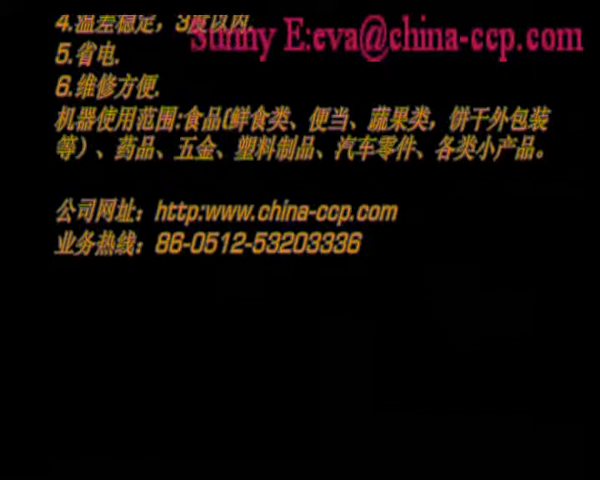 4.温差稳定，3度以内.
Sunny E:eva@china-ccp.com
5.省电.
6.维修方便.
机器使用范围:食品(鲜食类、便当、蔬果类，饼干外包装
等）、药品、五金、塑料制品、汽车零件、各类小产品。
公司网址：http:www.china-ccp.com
业务热线：86-0512-53203336